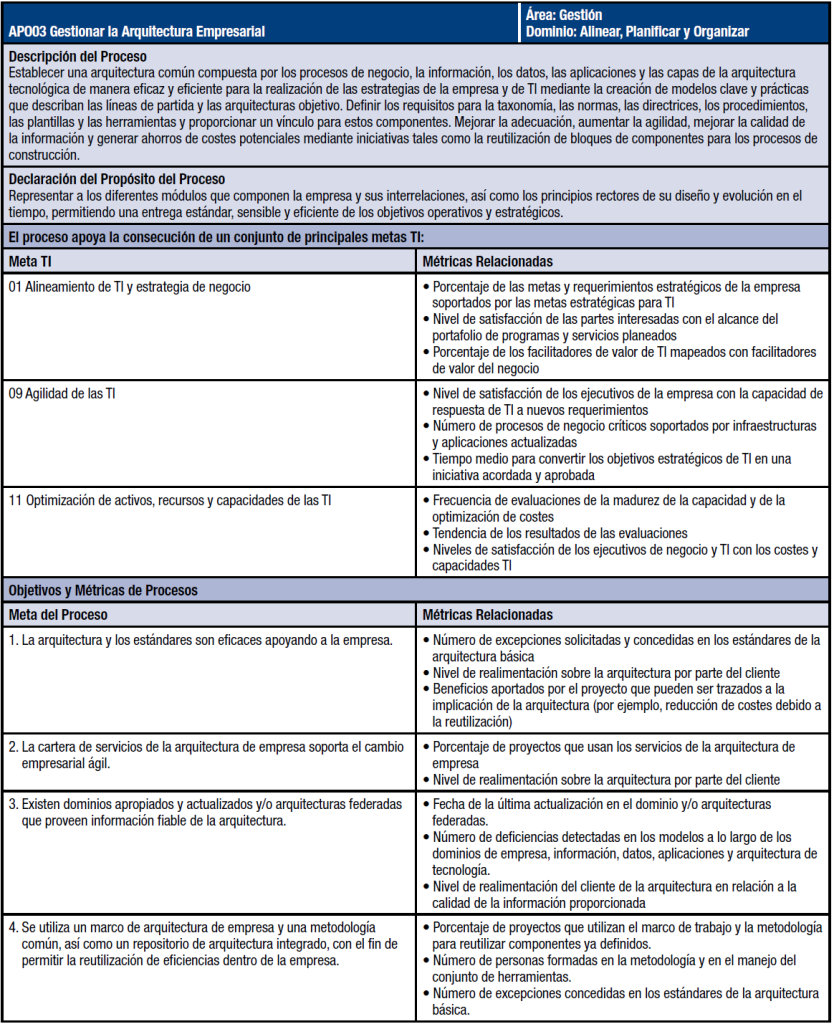 APO03 Gestionar la Arquitectura Empresarial
Área: Gestión
Dominio: Alinear, Planificar y Organizar
Descripción del Proceso
Establecer una arquitectura común compuesta por los procesos de negocio, la información, los datos, las aplicaciones y las capas de la arquitectura
tecnológica de manera eficaz y eficiente para la realización de las estrategias de la empresa y de TI mediante la creación de modelos clave y prácticas
que describan las líneas de partida y las arquitecturas objetivo. Definir los requisitos para la taxonomía, las normas, las directrices, los procedimientos,
las plantillas y las herramientas y proporcionar un vínculo para estos componentes. Mejorar la adecuación, aumentar la agilidad, mejorar la calidad de
la información y generar ahorros de costes potenciales mediante iniciativas tales como la reutilización de bloques de componentes para los procesos de
construcción.
Declaración del Propósito del Proceso
Representar a los diferentes módulos que componen la empresa y sus interrelaciones, así como los principios rectores de su diseño y evolución en el
tiempo, permitiendo una entrega estándar, sensible y eficiente de los objetivos operativos y estratégicos.
El proceso apoya la consecución de un conjunto de principales metas TI:
Meta TI
Métricas Relacionadas
01 Alineamiento de TI y estrategia de negocio
• Porcentaje de las metas y requerimientos estratégicos de la empresa
soportados por las metas estratégicas para TI
• Nivel de satisfacción de las partes interesadas con el alcance del
portafolio de programas y servicios planeados
• Porcentaje de los facilitadores de valor de TI mapeados con facilitadores
de valor del negocio
09 Agilidad de las TI
• Nivel de satisfacción de los ejecutivos de la empresa con la capacidad de
respuesta de TI a nuevos requerimientos
• Número de procesos de negocio críticos soportados por infraestructuras
y aplicaciones actualizadas
• Tiempo medio para convertir los objetivos estratégicos de TI en una
iniciativa acordada y aprobada
11 Optimización de activos, recursos y capacidades de las TI
• Frecuencia de evaluaciones de la madurez de la capacidad y de la
optimización de costes
• Tendencia de los resultados de las evaluaciones
• Niveles de satisfacción de los ejecutivos de negocio y TI con los costes y
capacidades TI
Objetivos y Métricas de Procesos
Meta del Proceso
Métricas Relacionadas
1. La arquitectura y los estándares son eficaces apoyando a la empresa.
• Número de excepciones solicitadas y concedidas en los estándares de la
arquitectura básica
• Nivel de realimentación sobre la arquitectura por parte del cliente
• Beneficios aportados por el proyecto que pueden ser trazados a la
implicación de la arquitectura (por ejemplo, reducción de costes debido a
la reutilización)
2. La cartera de servicios de la arquitectura de empresa soporta el cambio
empresarial ágil.
• Porcentaje de proyectos que usan los servicios de la arquitectura de
empresa
• Nivel de realimentación sobre la arquitectura por parte del cliente
3. Existen dominios apropiados y actualizados y/o arquitecturas federadas
que proveen información fiable de la arquitectura.
• Fecha de la última actualización en el dominio y/o arquitecturas
federadas.
• Número de deficiencias detectadas en los modelos a lo largo de los
dominios de empresa, información, datos, aplicaciones y arquitectura de
tecnología.
• Nivel de realimentación del cliente de la arquitectura en relación a la
calidad de la información proporcionada
4. Se utiliza un marco de arquitectura de empresa y una metodología
común, así como un repositorio de arquitectura integrado, con el fin de
permitir la reutilización de eficiencias dentro de la empresa.
• Porcentaje de proyectos que utilizan el marco de trabajo y la metodología
para reutilizar componentes ya definidos.
• Número de personas formadas en la metodología y en el manejo del
conjunto de herramientas.
• Número de excepciones concedidas en los estándares de la arquitectura
básica.